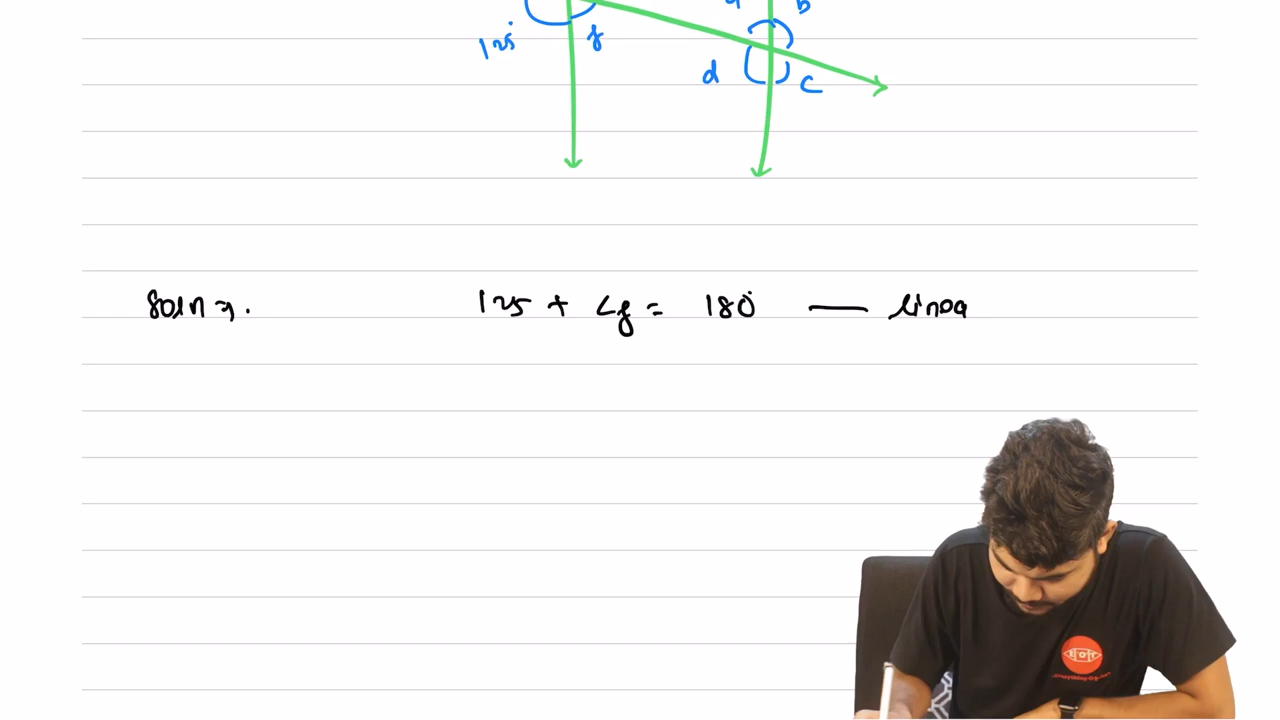 b
125° f
d c
Soln ⇒. 125 + ∠f = 180° — linea